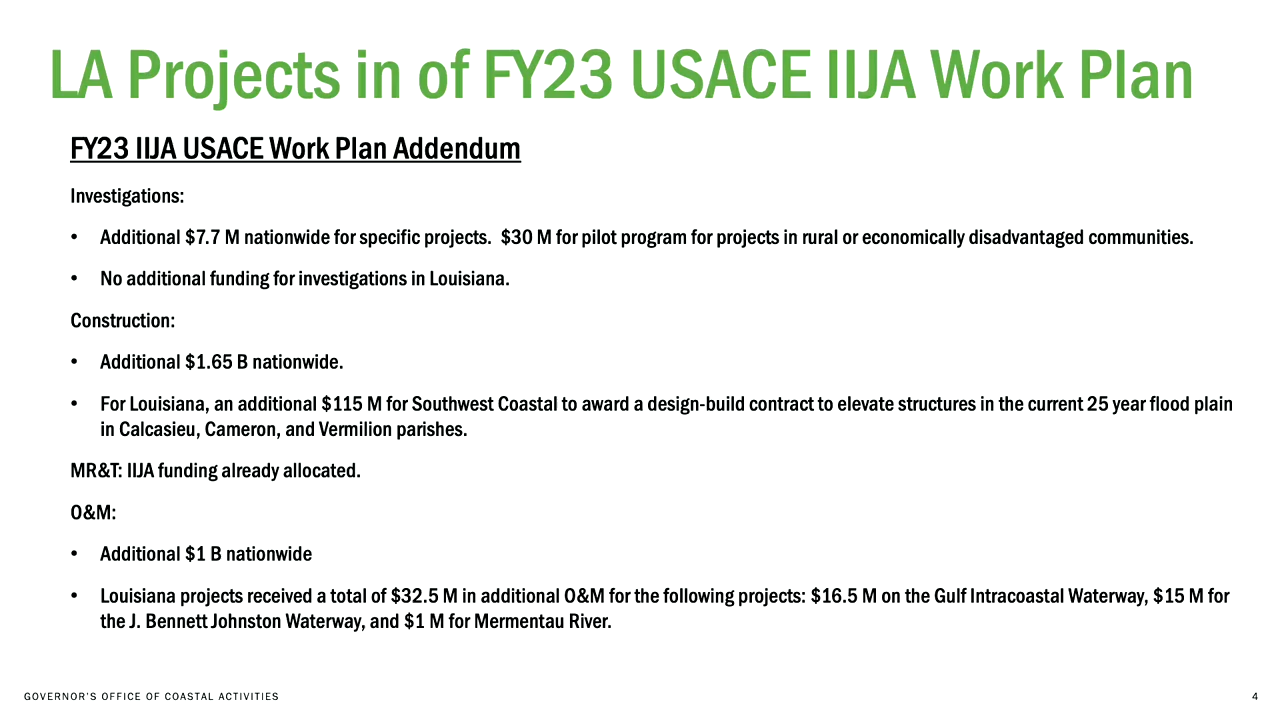 LA Projects in of FY23 USACE IIJA Work Plan
FY23 IIJA USACE Work Plan Addendum
Investigations:
• Additional $7.7 M nationwide for specific projects.  $30 M for pilot program for projects in rural or economically disadvantaged communities.
• No additional funding for investigations in Louisiana.
Construction:
• Additional $1.65 B nationwide.
• For Louisiana, an additional $115 M for Southwest Coastal to award a design-build contract to elevate structures in the current 25 year flood plain
in Calcasieu, Cameron, and Vermilion parishes.
MR&T: IIJA funding already allocated.
O&M:
• Additional $1 B nationwide
• Louisiana projects received a total of $32.5 M in additional O&M for the following projects: $16.5 M on the Gulf Intracoastal Waterway, $15 M for
the J. Bennett Johnston Waterway, and $1 M for Mermentau River.
GOVERNOR'S OFFICE OF COASTAL ACTIVITIES
4